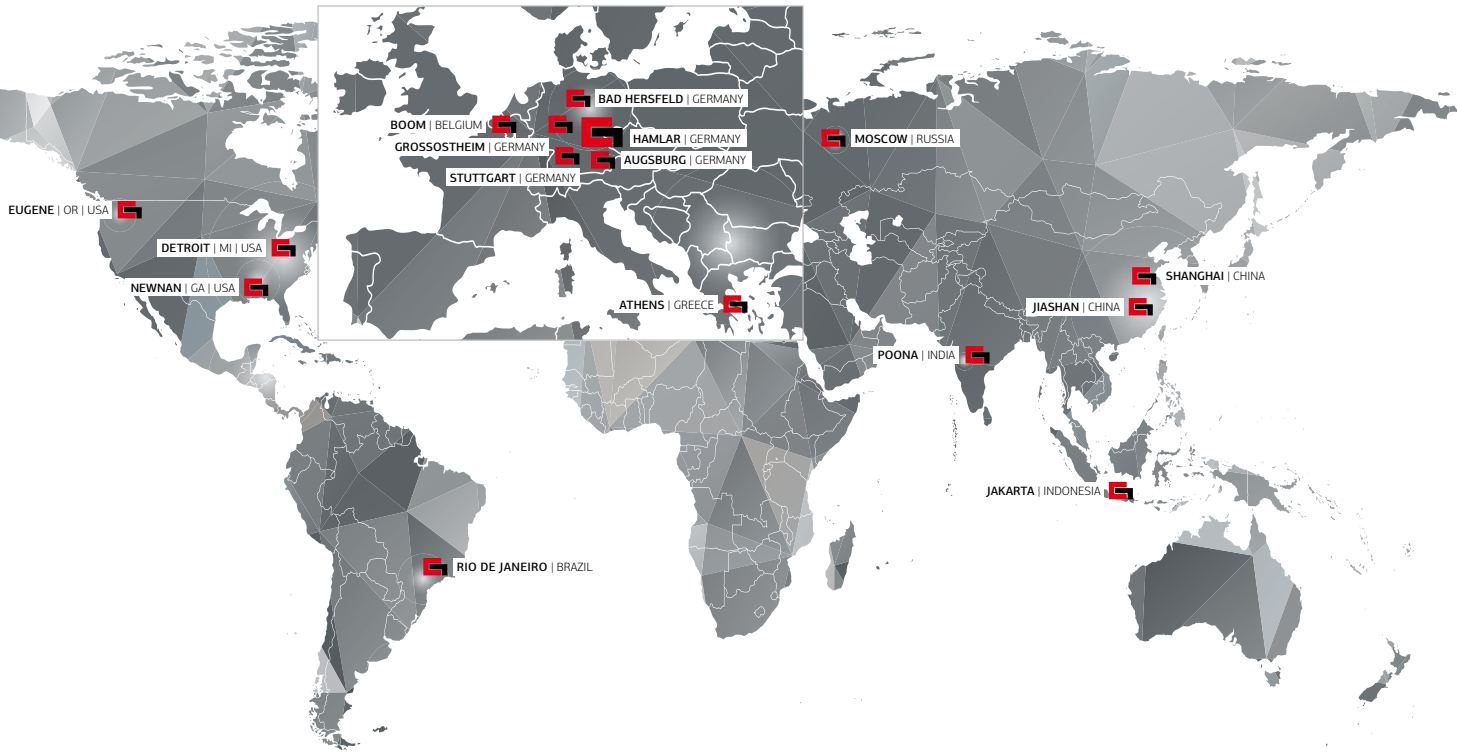 BAD HERSFELD | GERMANY
BOOM | BELGIUM
HAMLAR | GERMANY
MOSCOW | RUSSIA
GROSSOSTHEIM | GERMANY
AUGSBURG | GERMANY
STUTTGART | GERMANY
EUGENE | OR | USA
DETROIT | MI | USA
SHANGHAI | CHINA
NEWNAN | GA | USA
ATHENS | GREECE
JIASHAN | CHINA
POONA | INDIA
JAKARTA | INDONESIA
RIO DE JANEIRO | BRAZIL